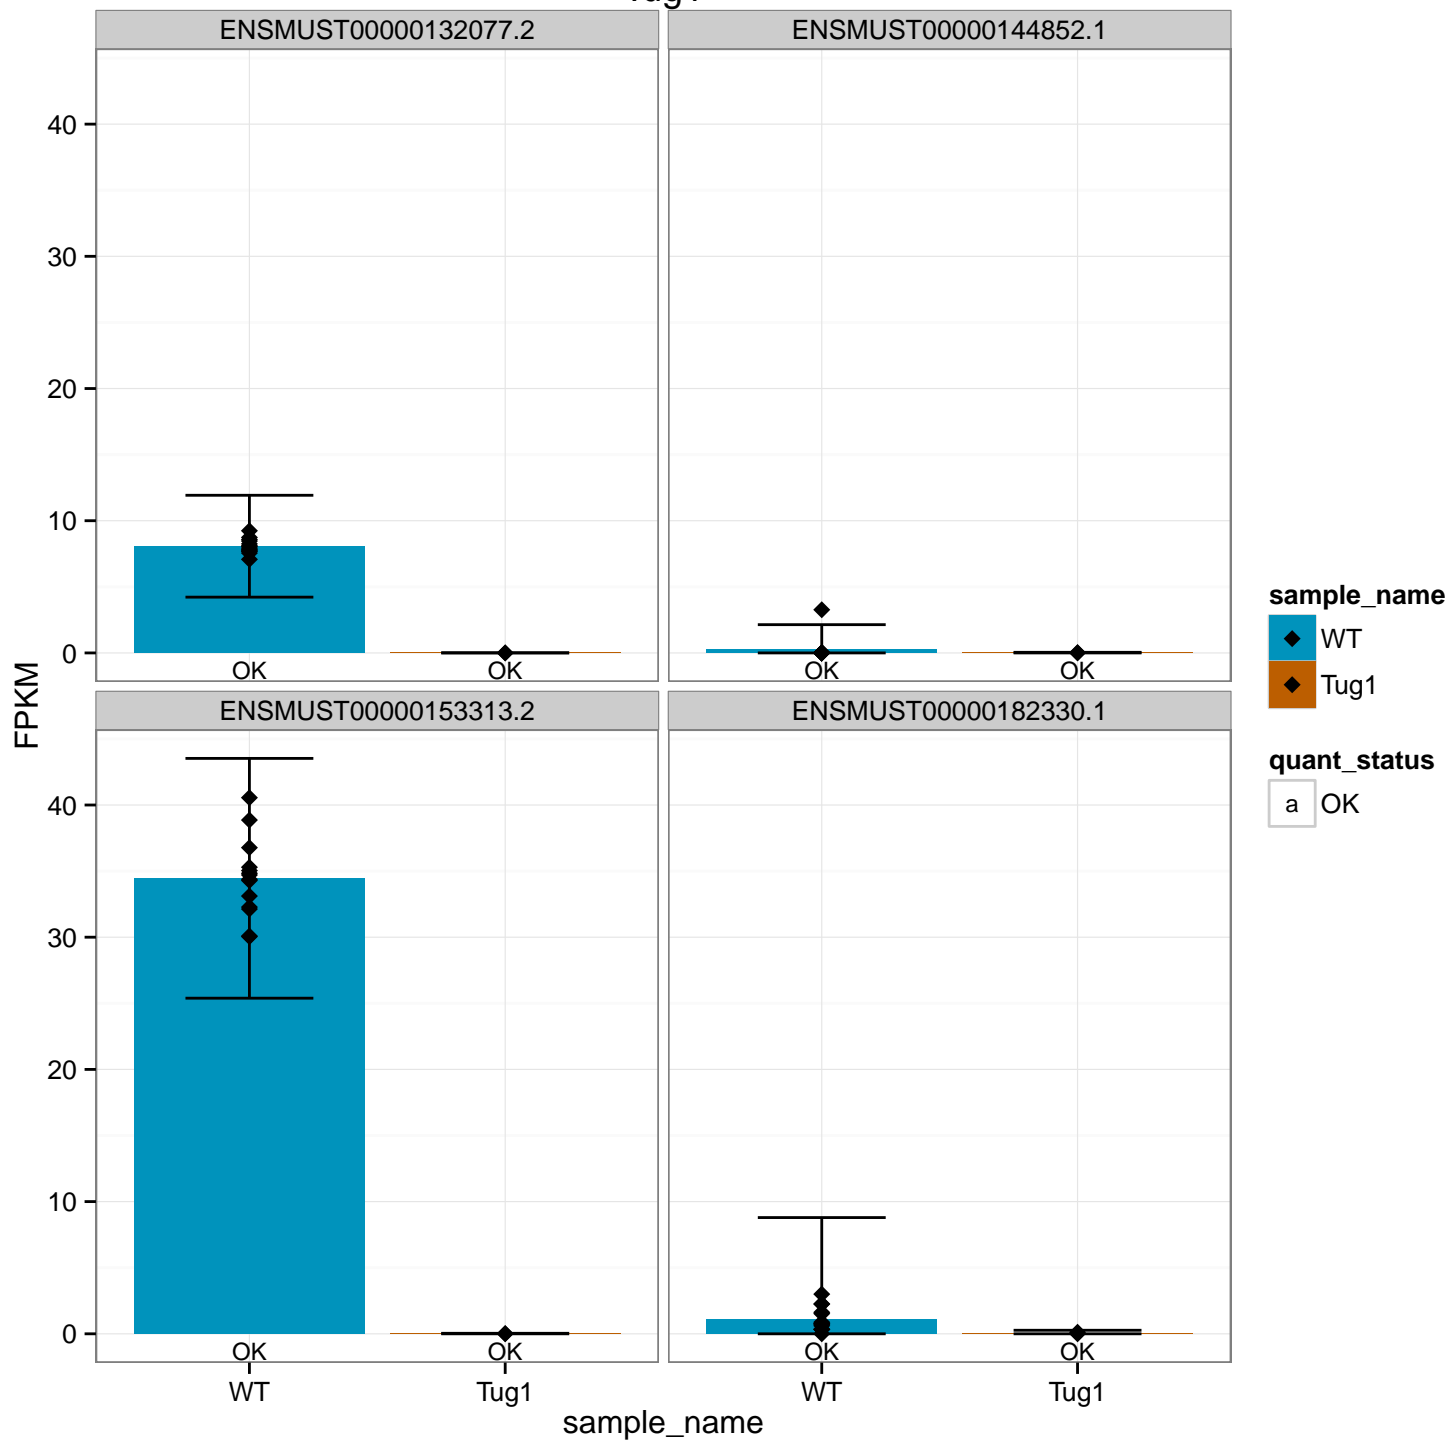 Tug1
ENSMUST00000132077.2 ENSMUST00000144852.1
40
30
20
10
0
OK OK OK OK
ENSMUST00000153313.2 ENSMUST00000182330.1
40
30
20
10
0
OK OK OK OK
WT Tug1 WT Tug1
sample_name
FPKM
sample_name
WT
Tug1
quant_status
a OK